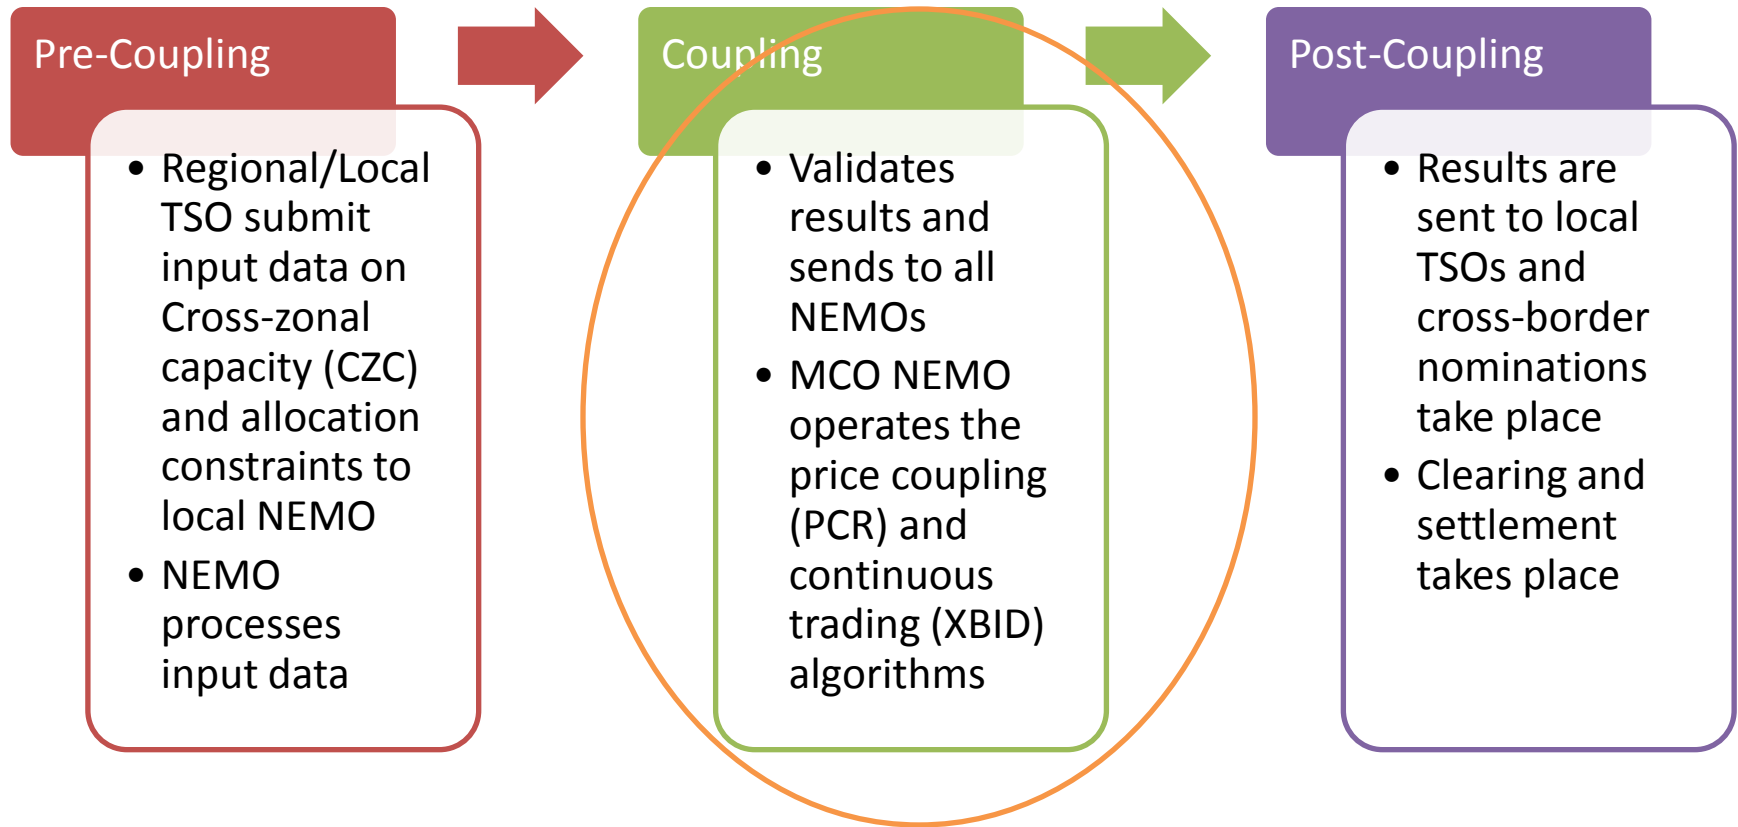 Pre-Coupling
• Regional/Local
TSO submit
input data on
Cross-zonal
capacity (CZC)
and allocation
constraints to
local NEMO
• NEMO
processes
input data
Coupling
• Validates
results and
sends to all
NEMOs
• MCO NEMO
operates the
price coupling
(PCR) and
continuous
trading (XBID)
algorithms
Post-Coupling
• Results are
sent to local
TSOs and
cross-border
nominations
take place
• Clearing and
settlement
takes place